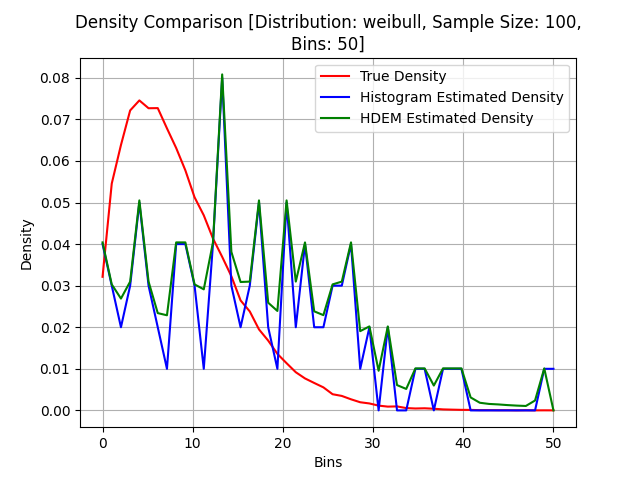 Density Comparison [Distribution: weibull, Sample Size: 100,
Bins: 50]
True Density
Histogram Estimated Density
HDEM Estimated Density
Density
0.08
0.07
0.06
0.05
0.04
0.03
0.02
0.01
0.00
0 10 20 30 40 50
Bins